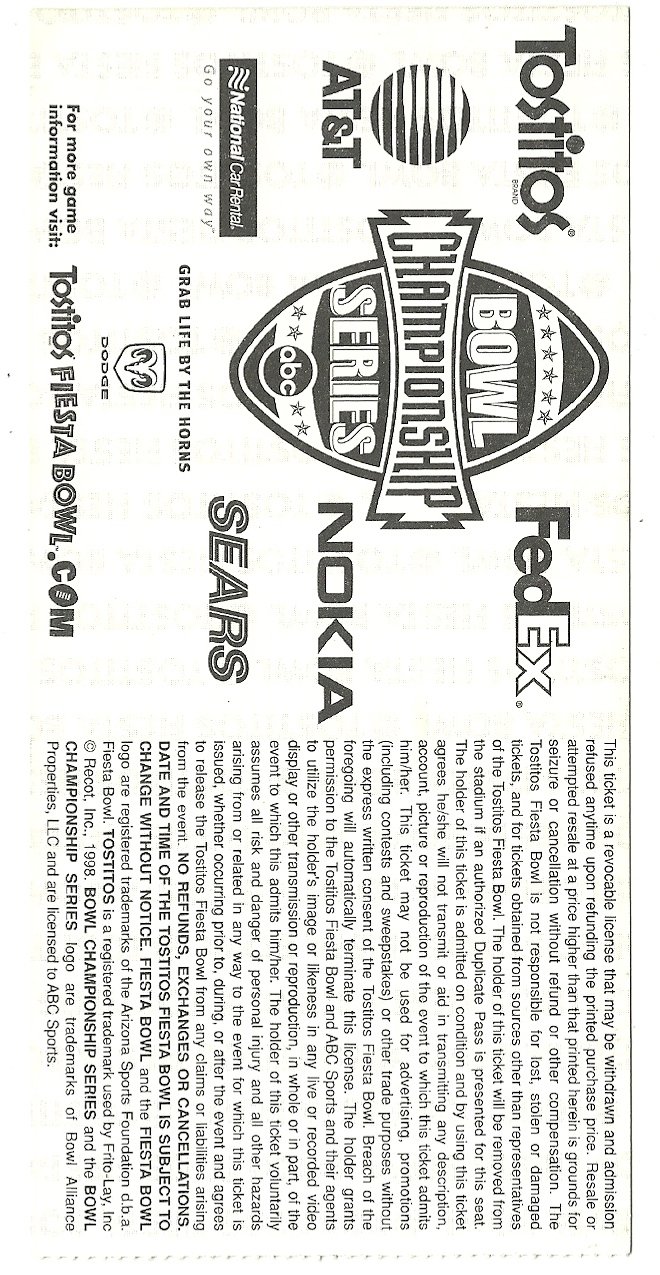 Tostitos®
BRAND
AT&T
National Car Rental.
Go your own way℠
BOWL
CHAMPIONSHIP
SERIES
abc
FedEx®
NOKIA
SEARS
GRAB LIFE BY THE HORNS
DODGE
For more game
information visit:
Tostitos FIESTA BOWL™.COM
This ticket is a revocable license that may be withdrawn and admission
refused anytime upon refunding the printed purchase price. Resale or
attempted resale at a price higher than that printed herein is grounds for
seizure or cancellation without refund or other compensation. The
Tostitos Fiesta Bowl is not responsible for lost, stolen or damaged
tickets, and for tickets obtained from sources other than representatives
of the Tostitos Fiesta Bowl. The holder of this ticket will be removed from
the stadium if an authorized Duplicate Pass is presented for this seat.
The holder of this ticket is admitted on condition and by using this ticket
agrees he/she will not transmit or aid in transmitting any description,
account, picture or reproduction of the event to which this ticket admits
him/her. This ticket may not be used for advertising, promotions
(including contests and sweepstakes) or other trade purposes without
the express written consent of the Tostitos Fiesta Bowl. Breach of the
foregoing will automatically terminate this license. The holder grants
permission to the Tostitos Fiesta Bowl and ABC Sports and their agents
to utilize the holder's image or likeness in any live or recorded video
display or other transmission or reproduction, in whole or in part, of the
event to which this admits him/her. The holder of this ticket voluntarily
assumes all risk and danger of personal injury and all other hazards
arising from or related in any way to the event for which this ticket is
issued, whether occurring prior to, during, or after the event and agrees
to release the Tostitos Fiesta Bowl from any claims or liabilities arising
from the event. NO REFUNDS, EXCHANGES OR CANCELLATIONS.
DATE AND TIME OF THE TOSTITOS FIESTA BOWL IS SUBJECT TO
CHANGE WITHOUT NOTICE. FIESTA BOWL and the FIESTA BOWL
logo are registered trademarks of the Arizona Sports Foundation d.b.a.
Fiesta Bowl. TOSTITOS is a registered trademark used by Frito-Lay, Inc
© Recot, Inc., 1998. BOWL CHAMPIONSHIP SERIES and the BOWL
CHAMPIONSHIP SERIES logo are trademarks of Bowl Alliance
Properties, LLC and are licensed to ABC Sports.